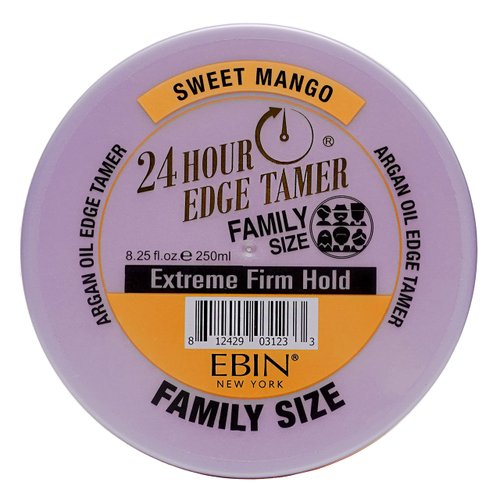 SWEET MANGO
24 HOUR
EDGE TAMER®
FAMILY
SIZE
ARGAN OIL EDGE TAMER
ARGAN OIL EDGE TAMER
8.25 fl.oz.℮250ml
Extreme Firm Hold
8 12429 03123 3
EBIN®
NEW YORK
FAMILY SIZE